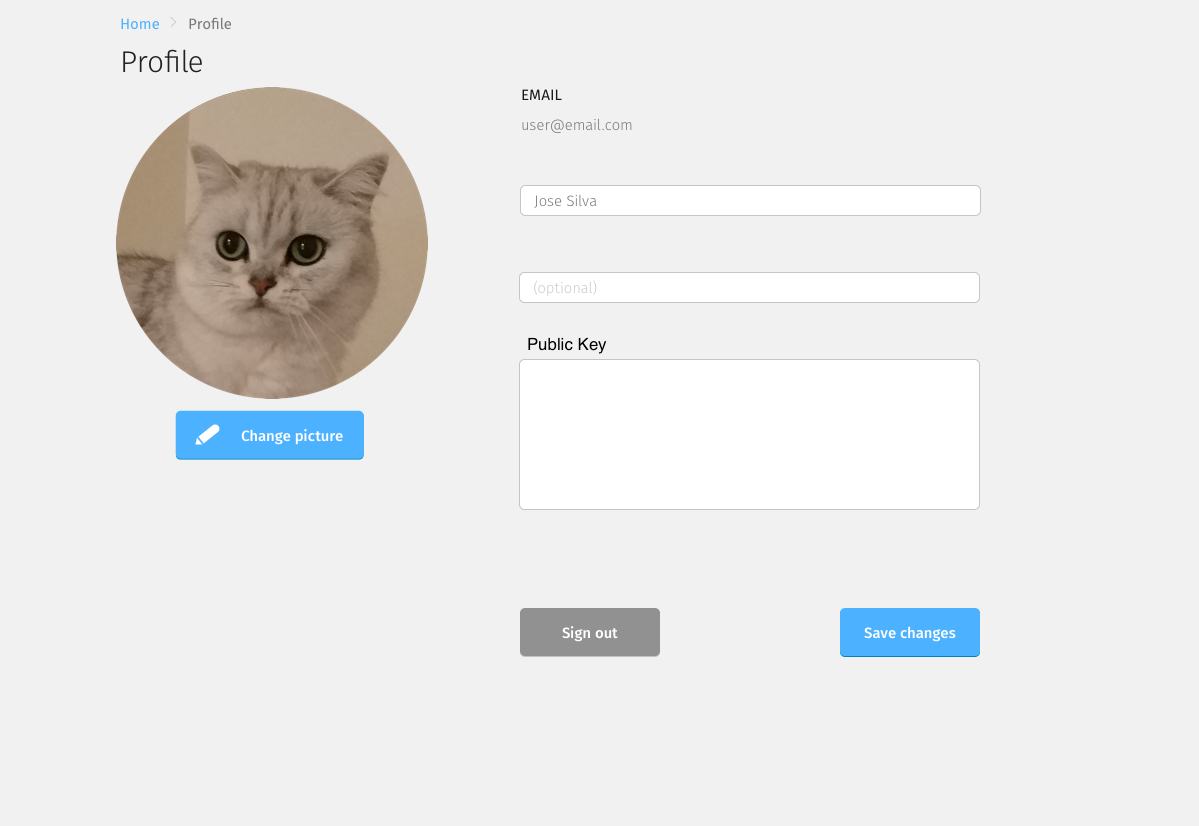 Home > Profile
Profile
EMAIL
user@email.com
Jose Silva
(optional)
Public Key
Change picture
Sign out
Save changes